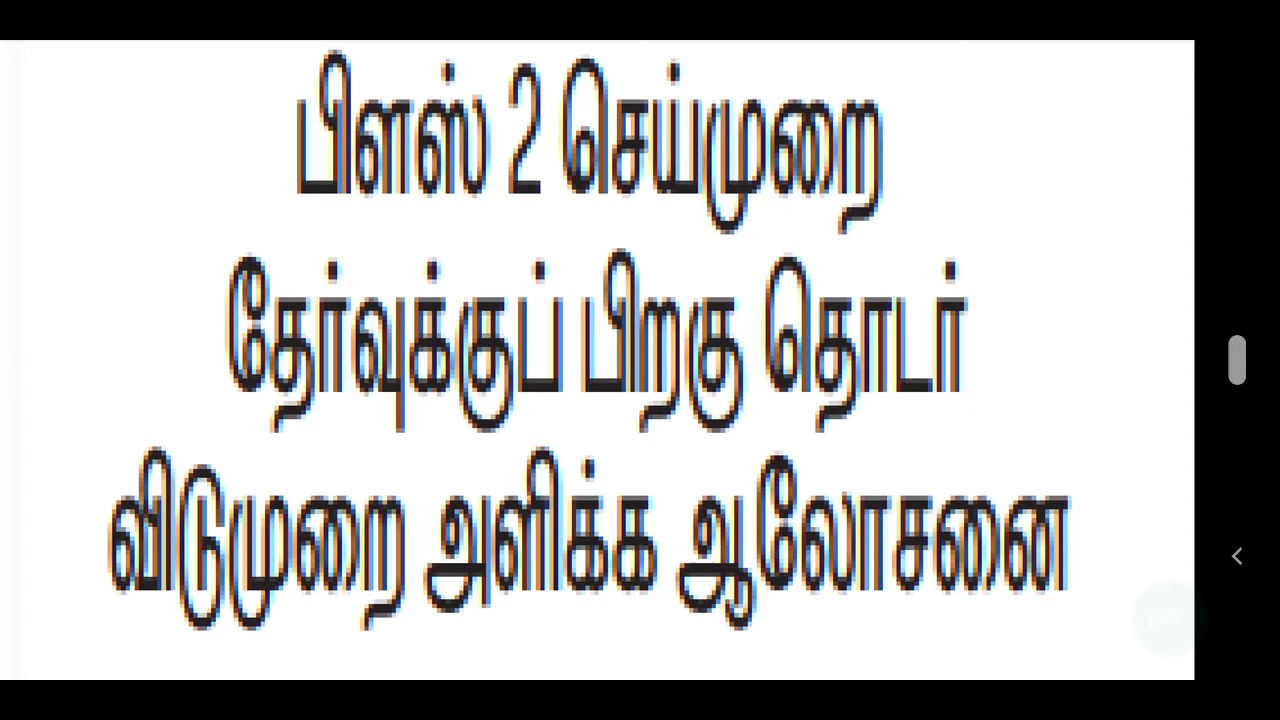 பிளஸ் 2 செய்முறை
தேர்வுக்குப் பிறகு தொடர்
விடுமுறை அளிக்க ஆலோசனை